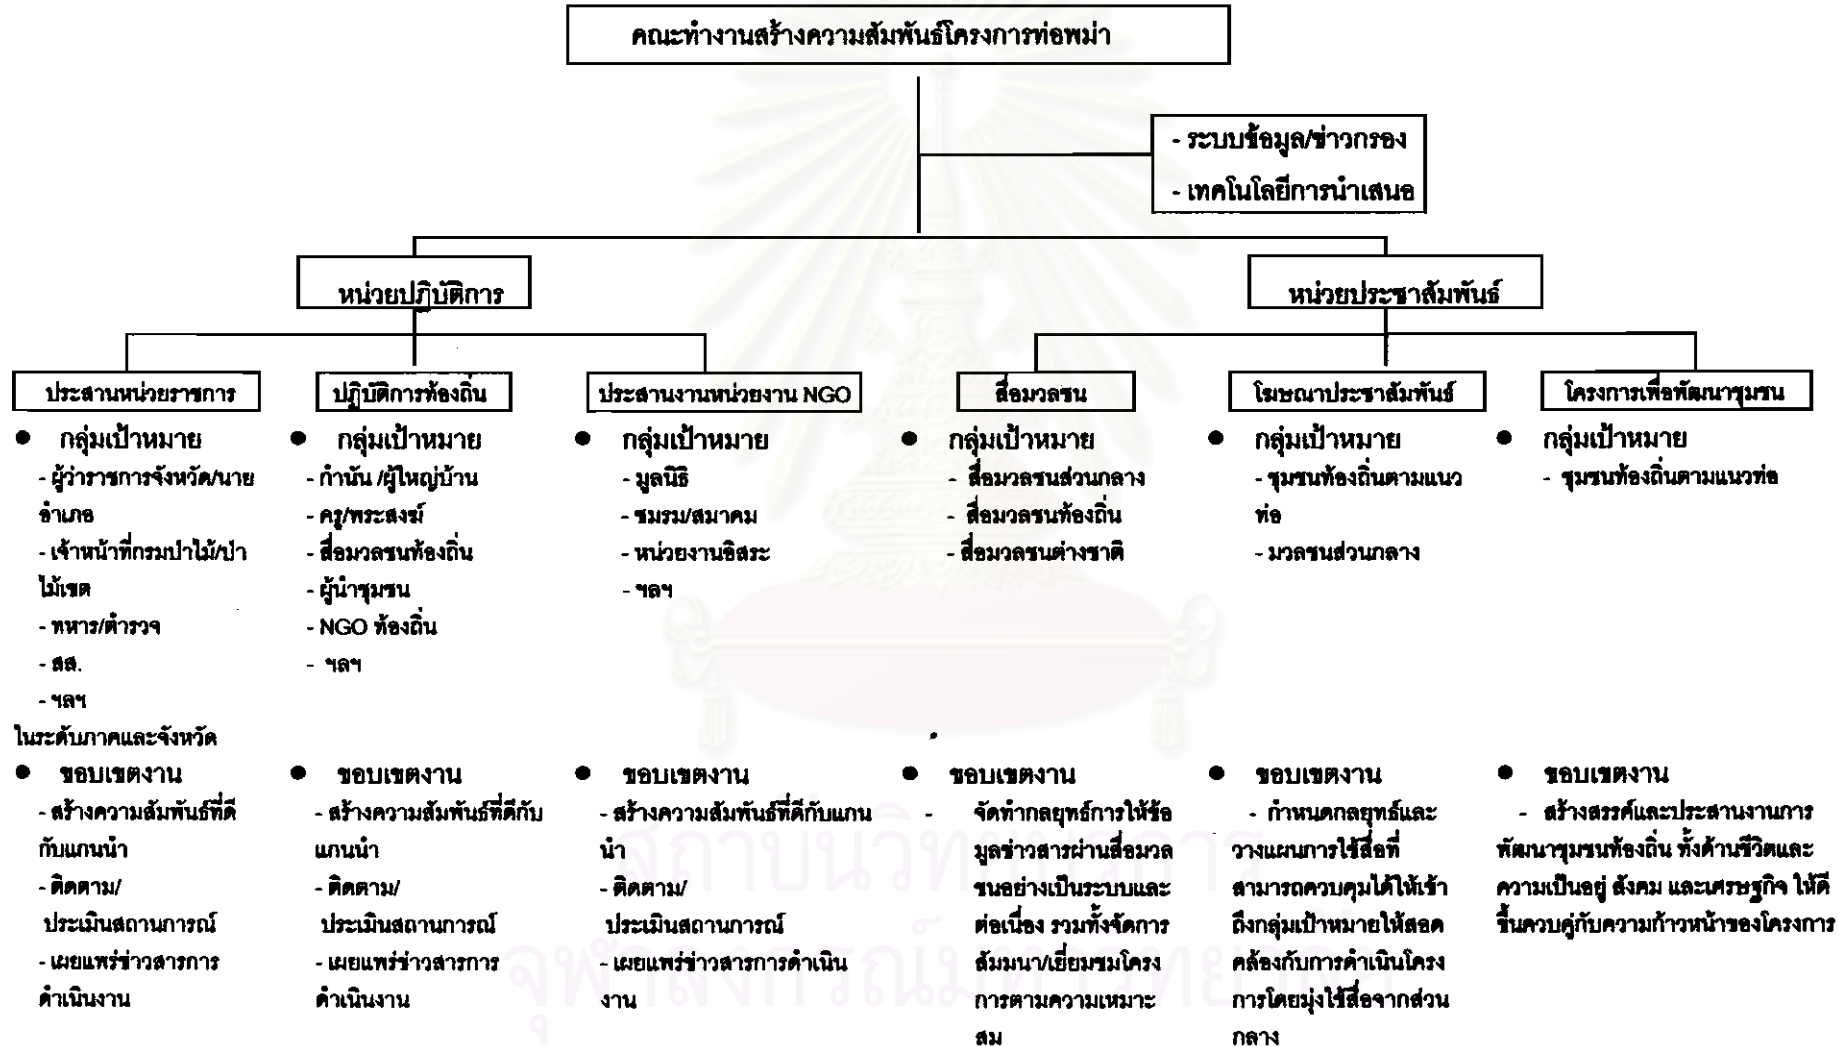 คณะทำงานสร้างความสัมพันธ์โครงการท่อพม่า
- ระบบข้อมูล/ข่าวกรอง
- เทคโนโลยีการนำเสนอ
หน่วยปฏิบัติการ
หน่วยประชาสัมพันธ์
ประสานหน่วยราชการ
● กลุ่มเป้าหมาย
- ผู้ว่าราชการจังหวัด/นาย
อำเภอ
- เจ้าหน้าที่กรมป่าไม้/ป่า
ไม้เขต
- ทหาร/ตำรวจ
- สส.
- ฯลฯ
ในระดับภาคและจังหวัด
● ขอบเขตงาน
- สร้างความสัมพันธ์ที่ดี
กับแกนนำ
- ติดตาม/
ประเมินสถานการณ์
- เผยแพร่ข่าวสารการ
ดำเนินงาน
ปฏิบัติการท้องถิ่น
● กลุ่มเป้าหมาย
- กำนัน /ผู้ใหญ่บ้าน
- ครู/พระสงฆ์
- สื่อมวลชนท้องถิ่น
- ผู้นำชุมชน
- NGO ท้องถิ่น
- ฯลฯ
● ขอบเขตงาน
- สร้างความสัมพันธ์ที่ดีกับ
แกนนำ
- ติดตาม/
ประเมินสถานการณ์
- เผยแพร่ข่าวสารการ
ดำเนินงาน
ประสานงานหน่วยงาน NGO
● กลุ่มเป้าหมาย
- มูลนิธิ
- ชมรม/สมาคม
- หน่วยงานอิสระ
- ฯลฯ
● ขอบเขตงาน
- สร้างความสัมพันธ์ที่ดีกับแกน
นำ
- ติดตาม/
ประเมินสถานการณ์
- เผยแพร่ข่าวสารการดำเนิน
งาน
สื่อมวลชน
● กลุ่มเป้าหมาย
- สื่อมวลชนส่วนกลาง
- สื่อมวลชนท้องถิ่น
- สื่อมวลชนต่างชาติ
● ขอบเขตงาน
- จัดทำกลยุทธ์การให้ข้อ
มูลข่าวสารผ่านสื่อมวล
ชนอย่างเป็นระบบและ
ต่อเนื่อง รวมทั้งจัดการ
สัมมนา/เยี่ยมชมโครง
การตามความเหมาะ
สม
โฆษณาประชาสัมพันธ์
● กลุ่มเป้าหมาย
- ชุมชนท้องถิ่นตามแนว
ท่อ
- มวลชนส่วนกลาง
● ขอบเขตงาน
- กำหนดกลยุทธ์และ
วางแผนการใช้สื่อที่
สามารถควบคุมได้ให้เข้า
ถึงกลุ่มเป้าหมายให้สอด
คล้องกับการดำเนินโครง
การโดยมุ่งใช้สื่อจากส่วน
กลาง
โครงการเพื่อพัฒนาชุมชน
● กลุ่มเป้าหมาย
- ชุมชนท้องถิ่นตามแนวท่อ
● ขอบเขตงาน
- สร้างสรรค์และประสานงานการ
พัฒนาชุมชนท้องถิ่น ทั้งด้านชีวิตและ
ความเป็นอยู่ สังคม และเศรษฐกิจ ให้ดี
ขึ้นควบคู่กับความก้าวหน้าของโครงการ
สถาบันวิทยบริการ
จุฬาลงกรณ์มหาวิทยาลัย